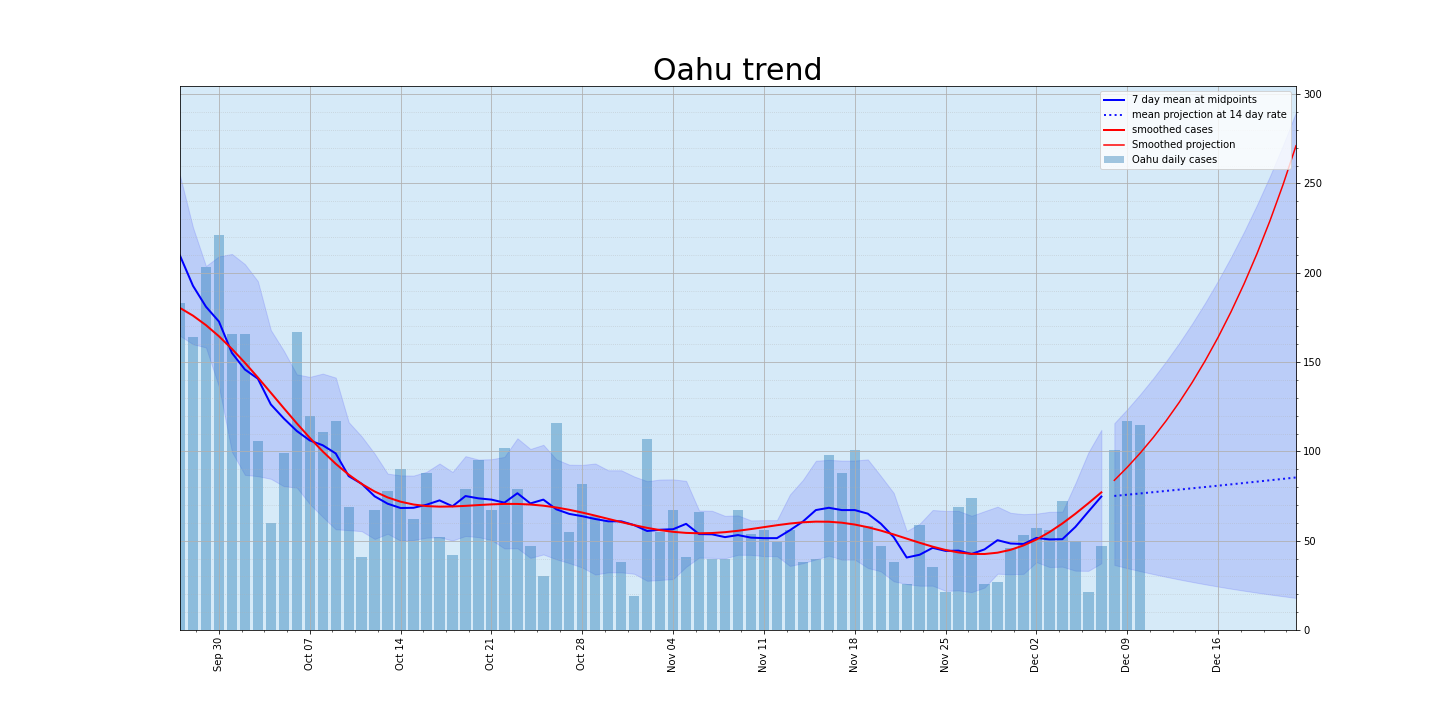 Oahu trend
7 day mean at midpoints
mean projection at 14 day rate
smoothed cases
Smoothed projection
Oahu daily cases
300
250
200
150
100
50
0
Sep 30
Oct 07
Oct 14
Oct 21
Oct 28
Nov 04
Nov 11
Nov 18
Nov 25
Dec 02
Dec 09
Dec 16